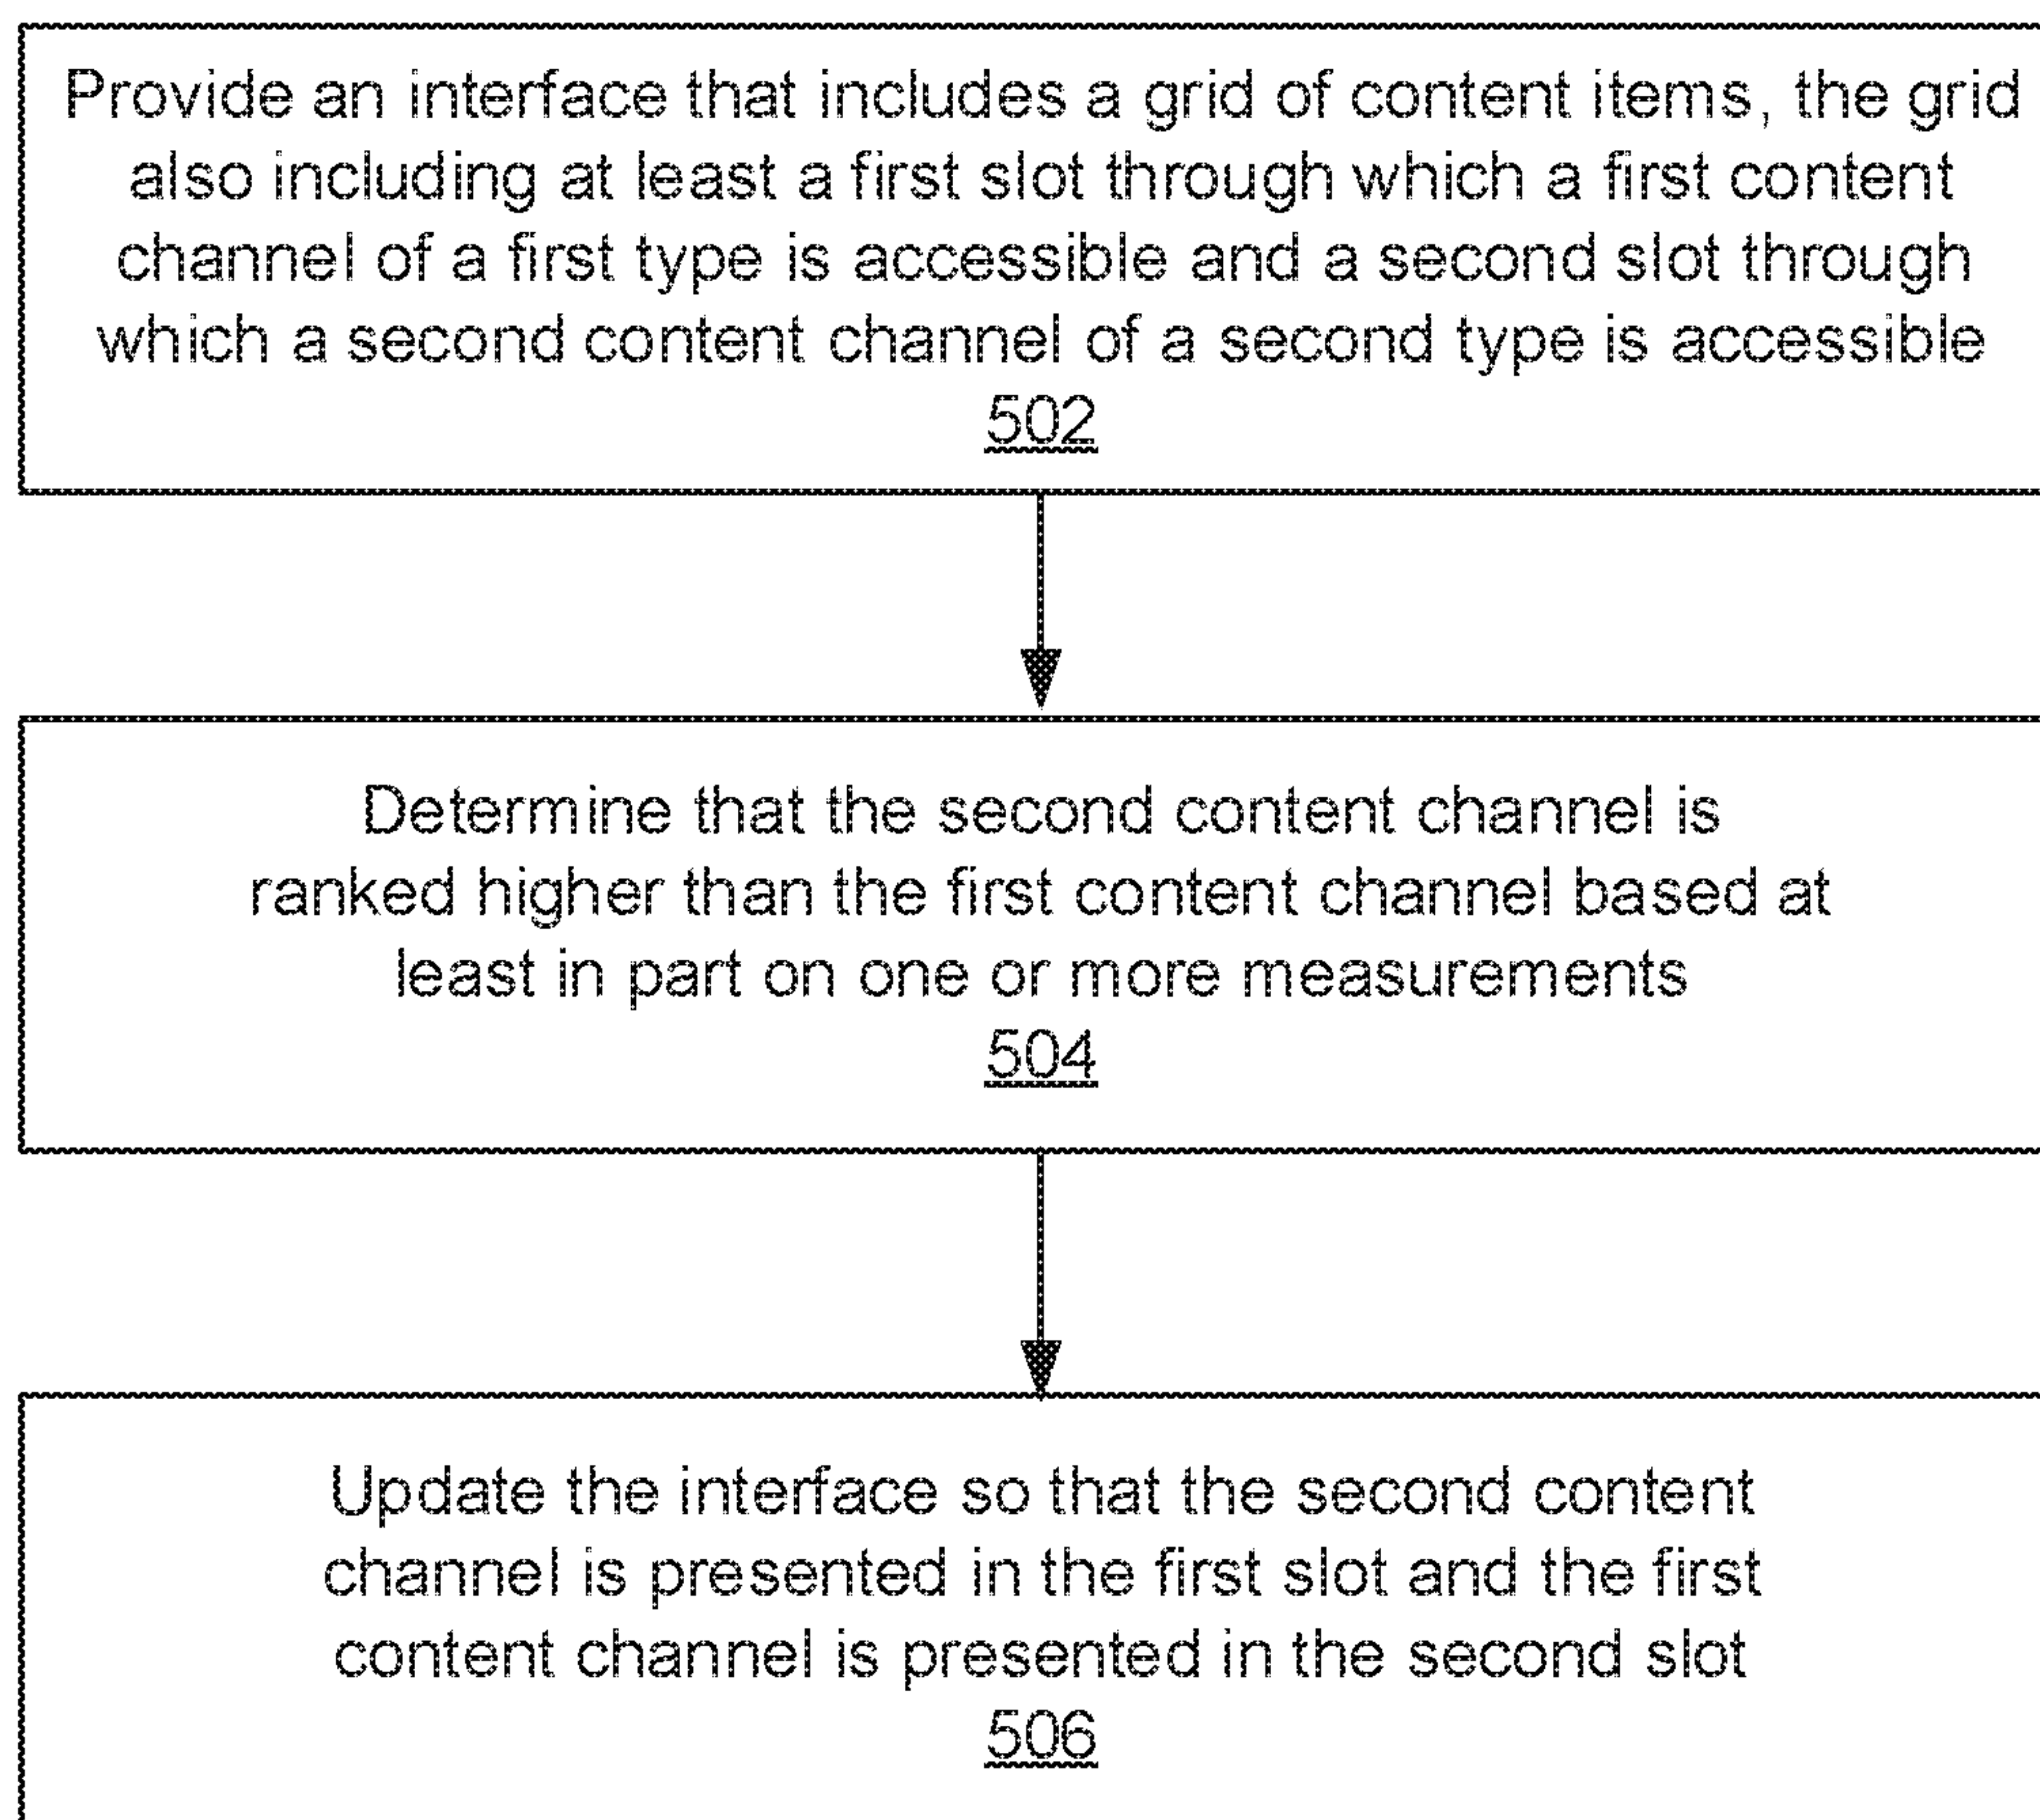 Provide an interface that includes a grid of content items, the grid
also including at least a first slot through which a first content
channel of a first type is accessible and a second slot through
which a second content channel of a second type is accessible
502
Determine that the second content channel is
ranked higher than the first content channel based at
least in part on one or more measurements
504
Update the interface so that the second content
channel is presented in the first slot and the first
content channel is presented in the second slot
506